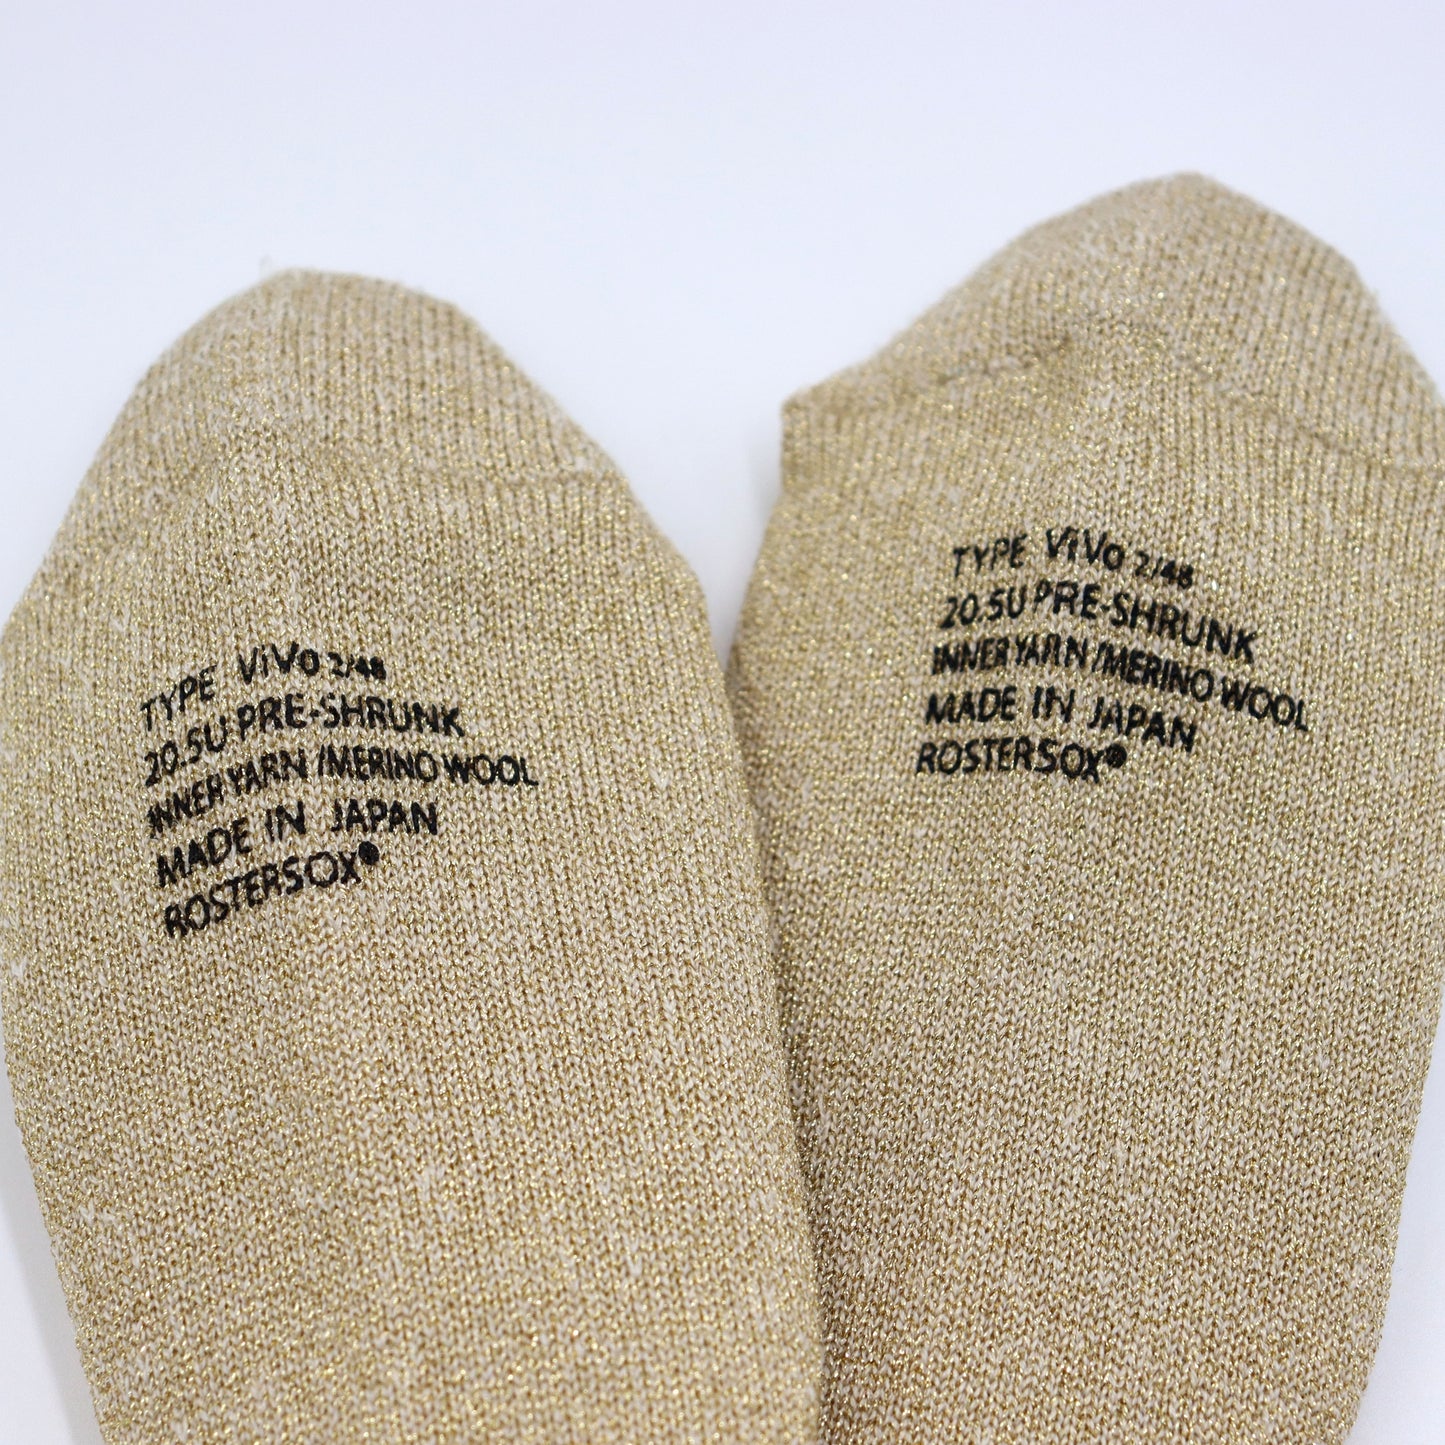 TYPE ViVo 2/48
20.5U PRE-SHRUNK
INNER YARN /MERINO WOOL
MADE IN JAPAN
ROSTERSOX®
TYPE ViVo 2/48
20.5U PRE-SHRUNK
INNER YARN /MERINO WOOL
MADE IN JAPAN
ROSTERSOX®